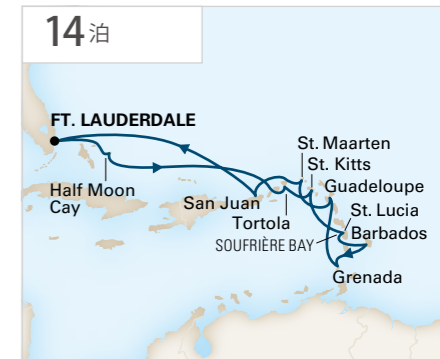 14泊
FT. LAUDERDALE
Half Moon
Cay
San Juan
Tortola
St. Maarten
St. Kitts
Guadeloupe
St. Lucia
SOUFRIÈRE BAY
Barbados
Grenada